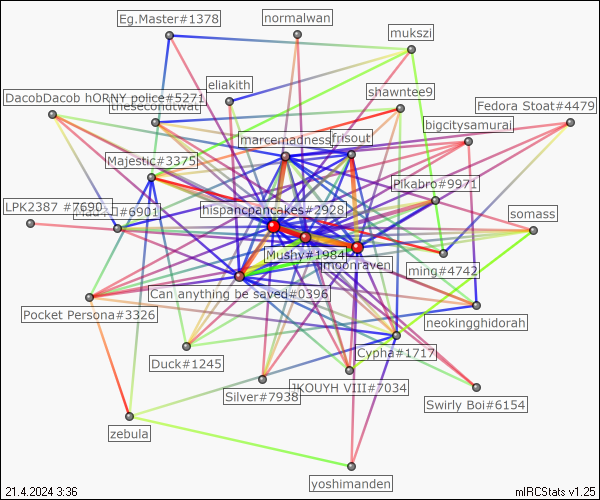 Eg.Master#1378
normalwan
mukszi
eliakith
shawntee9
DacobDacob hORNY police#5271
Fedora Stoat#4479
thesecondtwat
bigcitysamurai
marcemadness
frisout
Majestic#3375
Pikabro#9971
LPK2387 #7690
#6901
hispancpancakes#2928
somass
Mushy#1984
moonraven
ming#4742
Can anything be saved#0396
Pocket Persona#3326
neokingghidorah
Cypha#1717
Duck#1245
Silver#7938
JKOUYH VIII#7034
Swirly Boi#6154
zebula
yoshimanden
21.4.2024 3:36
mIRCStats v1.25